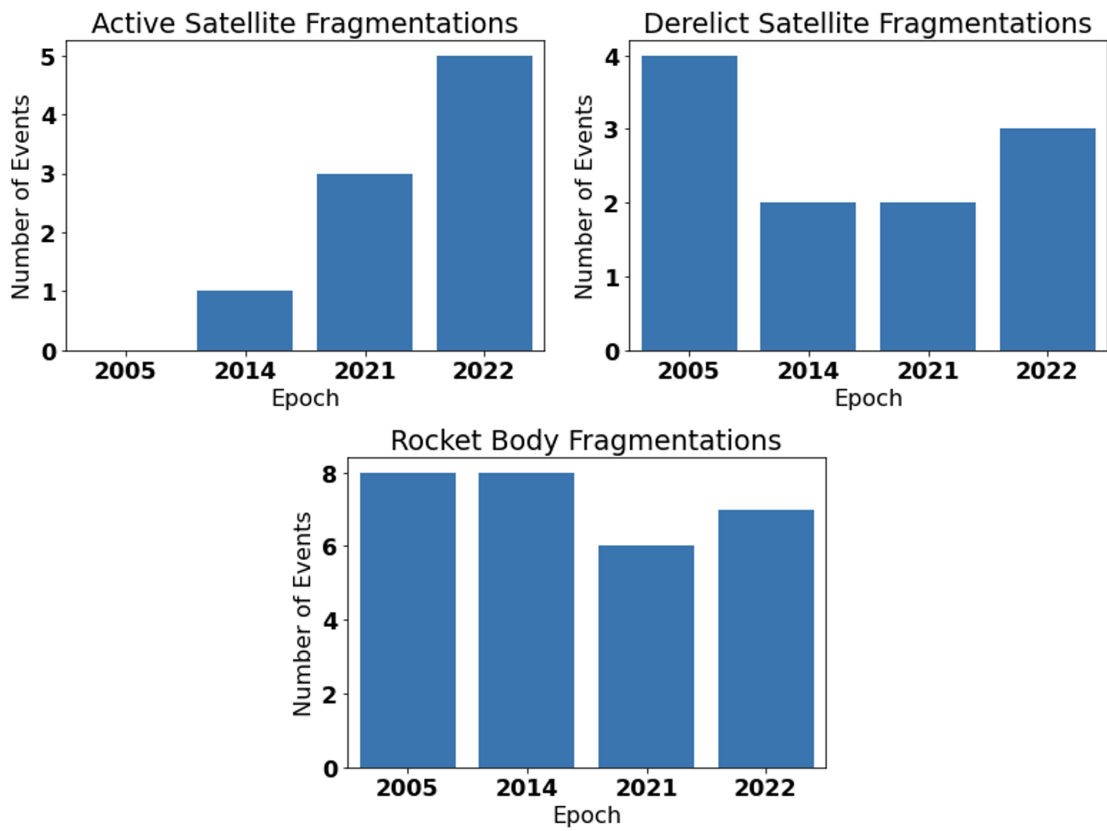 Active Satellite Fragmentations
Number of Events
5
4
3
2
1
0
2005 2014 2021 2022
Epoch
Derelict Satellite Fragmentations
Number of Events
4
3
2
1
0
2005 2014 2021 2022
Epoch
Rocket Body Fragmentations
Number of Events
8
6
4
2
0
2005 2014 2021 2022
Epoch